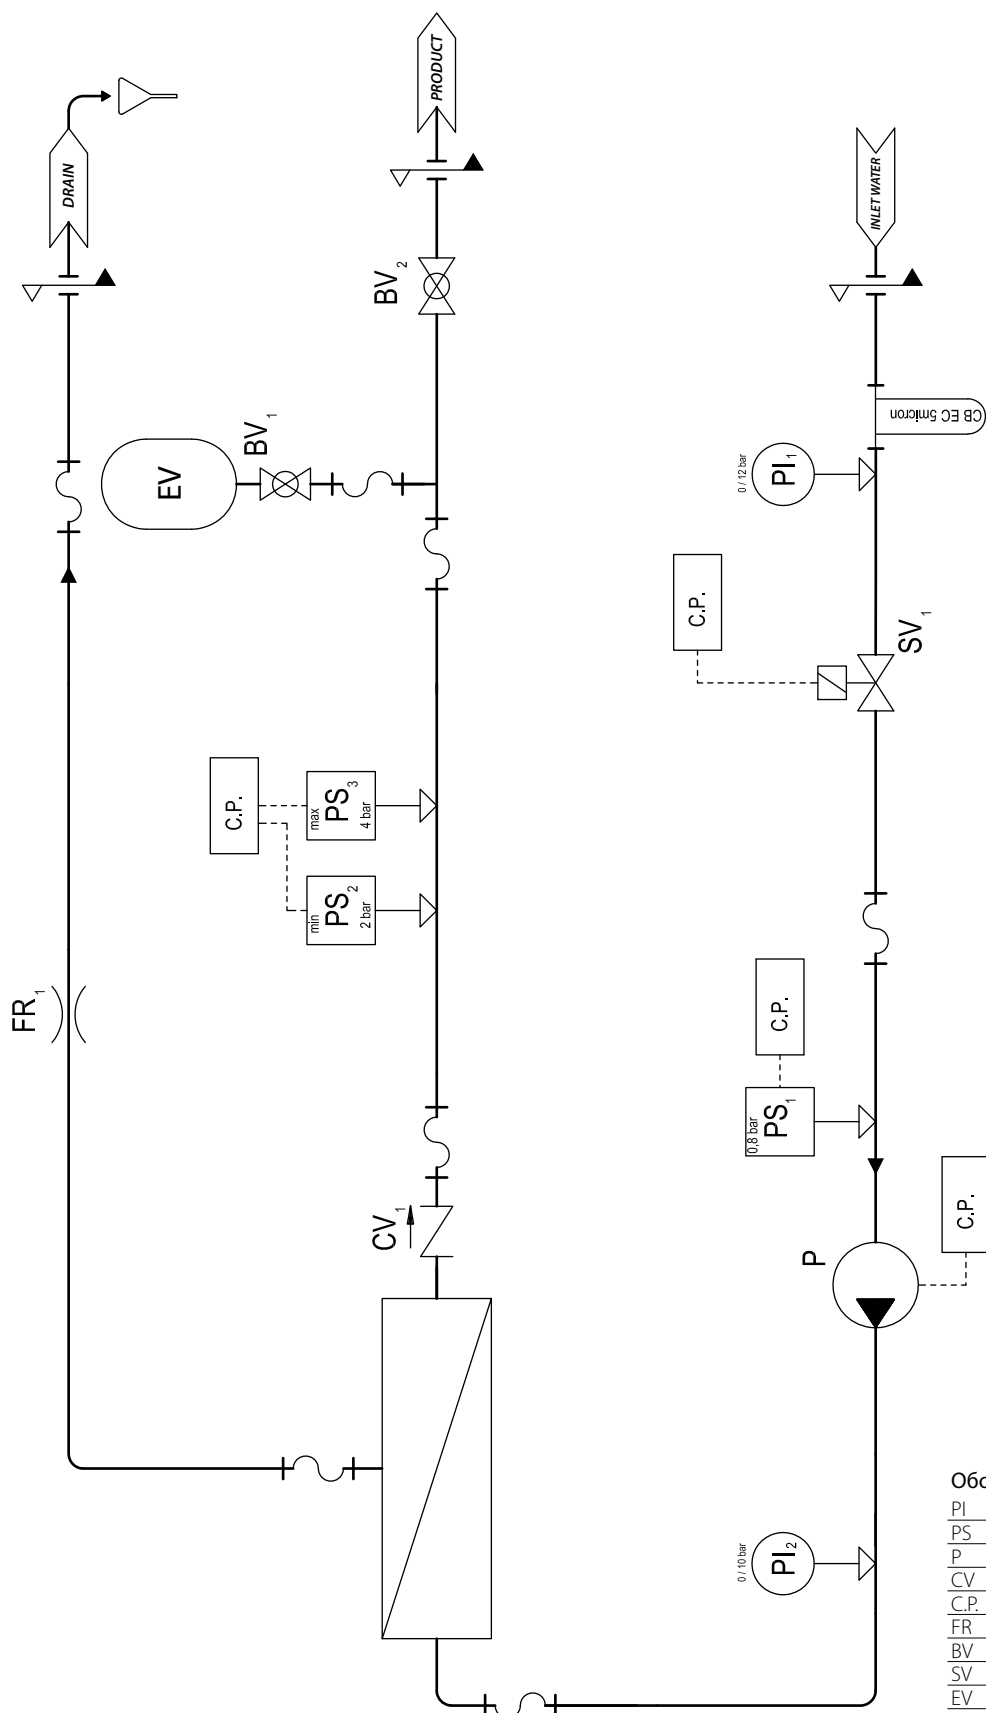 DRAIN
PRODUCT
INLET WATER
BV2
CB EC 5micron
BV1
EV
0 / 12 bar
PI1
C.P.
SV1
C.P.
max
PS3
4 bar
min
PS2
2 bar
FR1
C.P.
0,8 bar
PS1
CV1
P
C.P.
0 / 10 bar
PI2
PI
PS
P
CV
C.P.
FR
BV
SV
EV